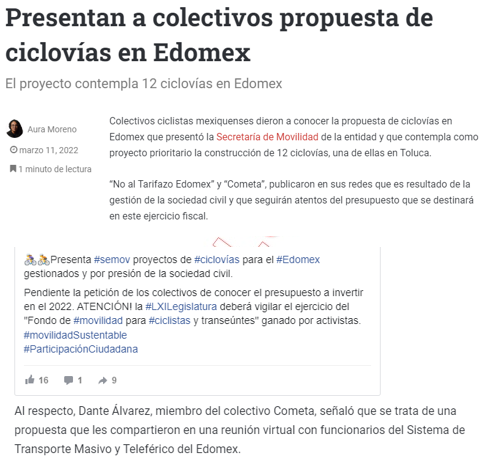 Presentan a colectivos propuesta de
ciclovías en Edomex
El proyecto contempla 12 ciclovías en Edomex
Aura Moreno
marzo 11, 2022
1 minuto de lectura
Colectivos ciclistas mexiquenses dieron a conocer la propuesta de ciclovías en
Edomex que presentó la Secretaría de Movilidad de la entidad y que contempla como
proyecto prioritario la construcción de 12 ciclovías, una de ellas en Toluca.
“No al Tarifazo Edomex” y “Cometa”, publicaron en sus redes que es resultado de la
gestión de la sociedad civil y que seguirán atentos del presupuesto que se destinará
en este ejercicio fiscal.
Presenta #semov proyectos de #ciclovías para el #Edomex
gestionados y por presión de la sociedad civil.
Pendiente la petición de los colectivos de conocer el presupuesto a invertir
en el 2022. ATENCIÓN! la #LXILegislatura deberá vigilar el ejercicio del
"Fondo de #movilidad para #ciclistas y transeúntes" ganado por activistas.
#movilidadSustentable
#ParticipaciónCiudadana
16 1 9
Al respecto, Dante Álvarez, miembro del colectivo Cometa, señaló que se trata de una
propuesta que les compartieron en una reunión virtual con funcionarios del Sistema de
Transporte Masivo y Teleférico del Edomex.